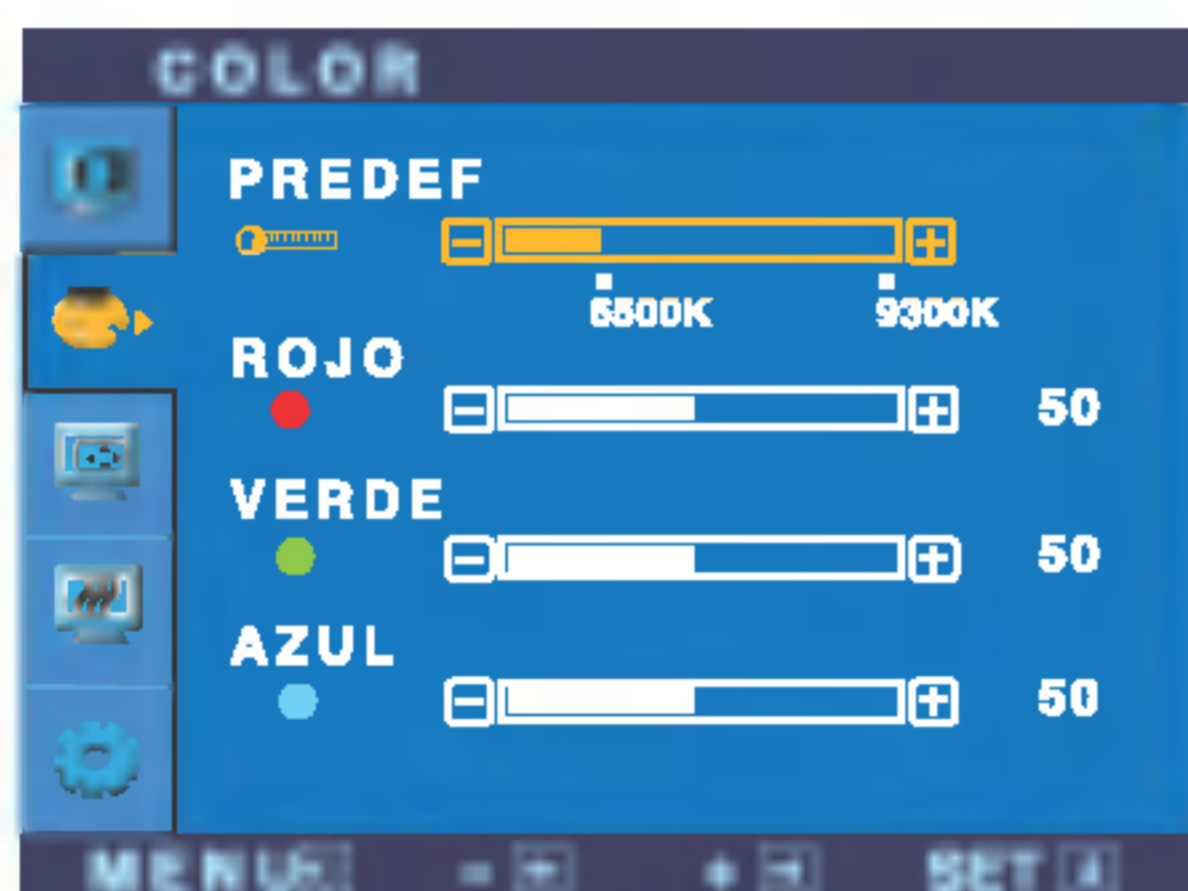 COLOR
PREDEF
6500K 9300K
ROJO
50
VERDE
50
AZUL
50
MENU - + SET